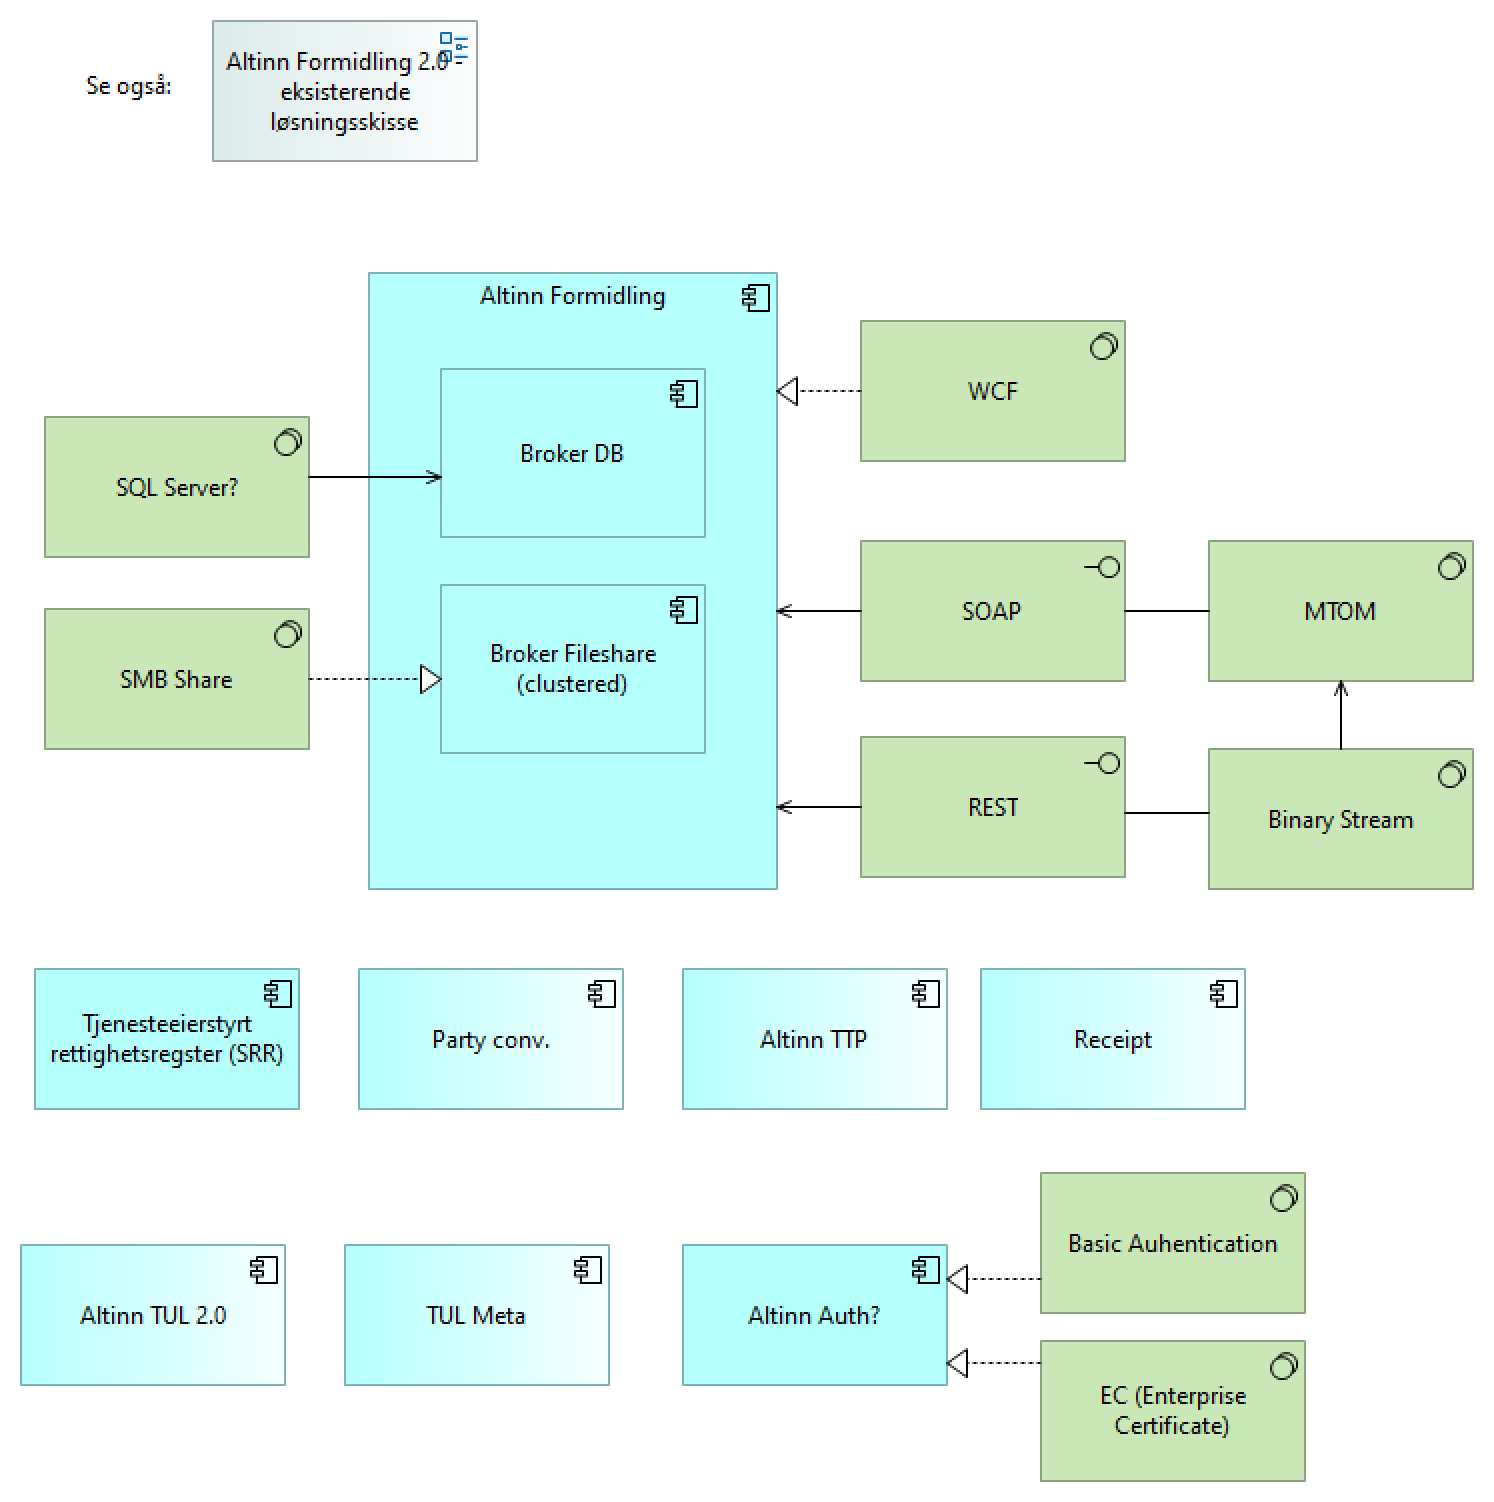 Se også:
Altinn Formidling 2.0 -
eksisterende
løsningsskisse
Altinn Formidling
Broker DB
WCF
SQL Server?
SOAP
MTOM
SMB Share
Broker Fileshare
(clustered)
REST
Binary Stream
Tjenesteeierstyrt
rettighetsregster (SRR)
Party conv.
Altinn TTP
Receipt
Altinn TUL 2.0
TUL Meta
Altinn Auth?
Basic Auhentication
EC (Enterprise
Certificate)